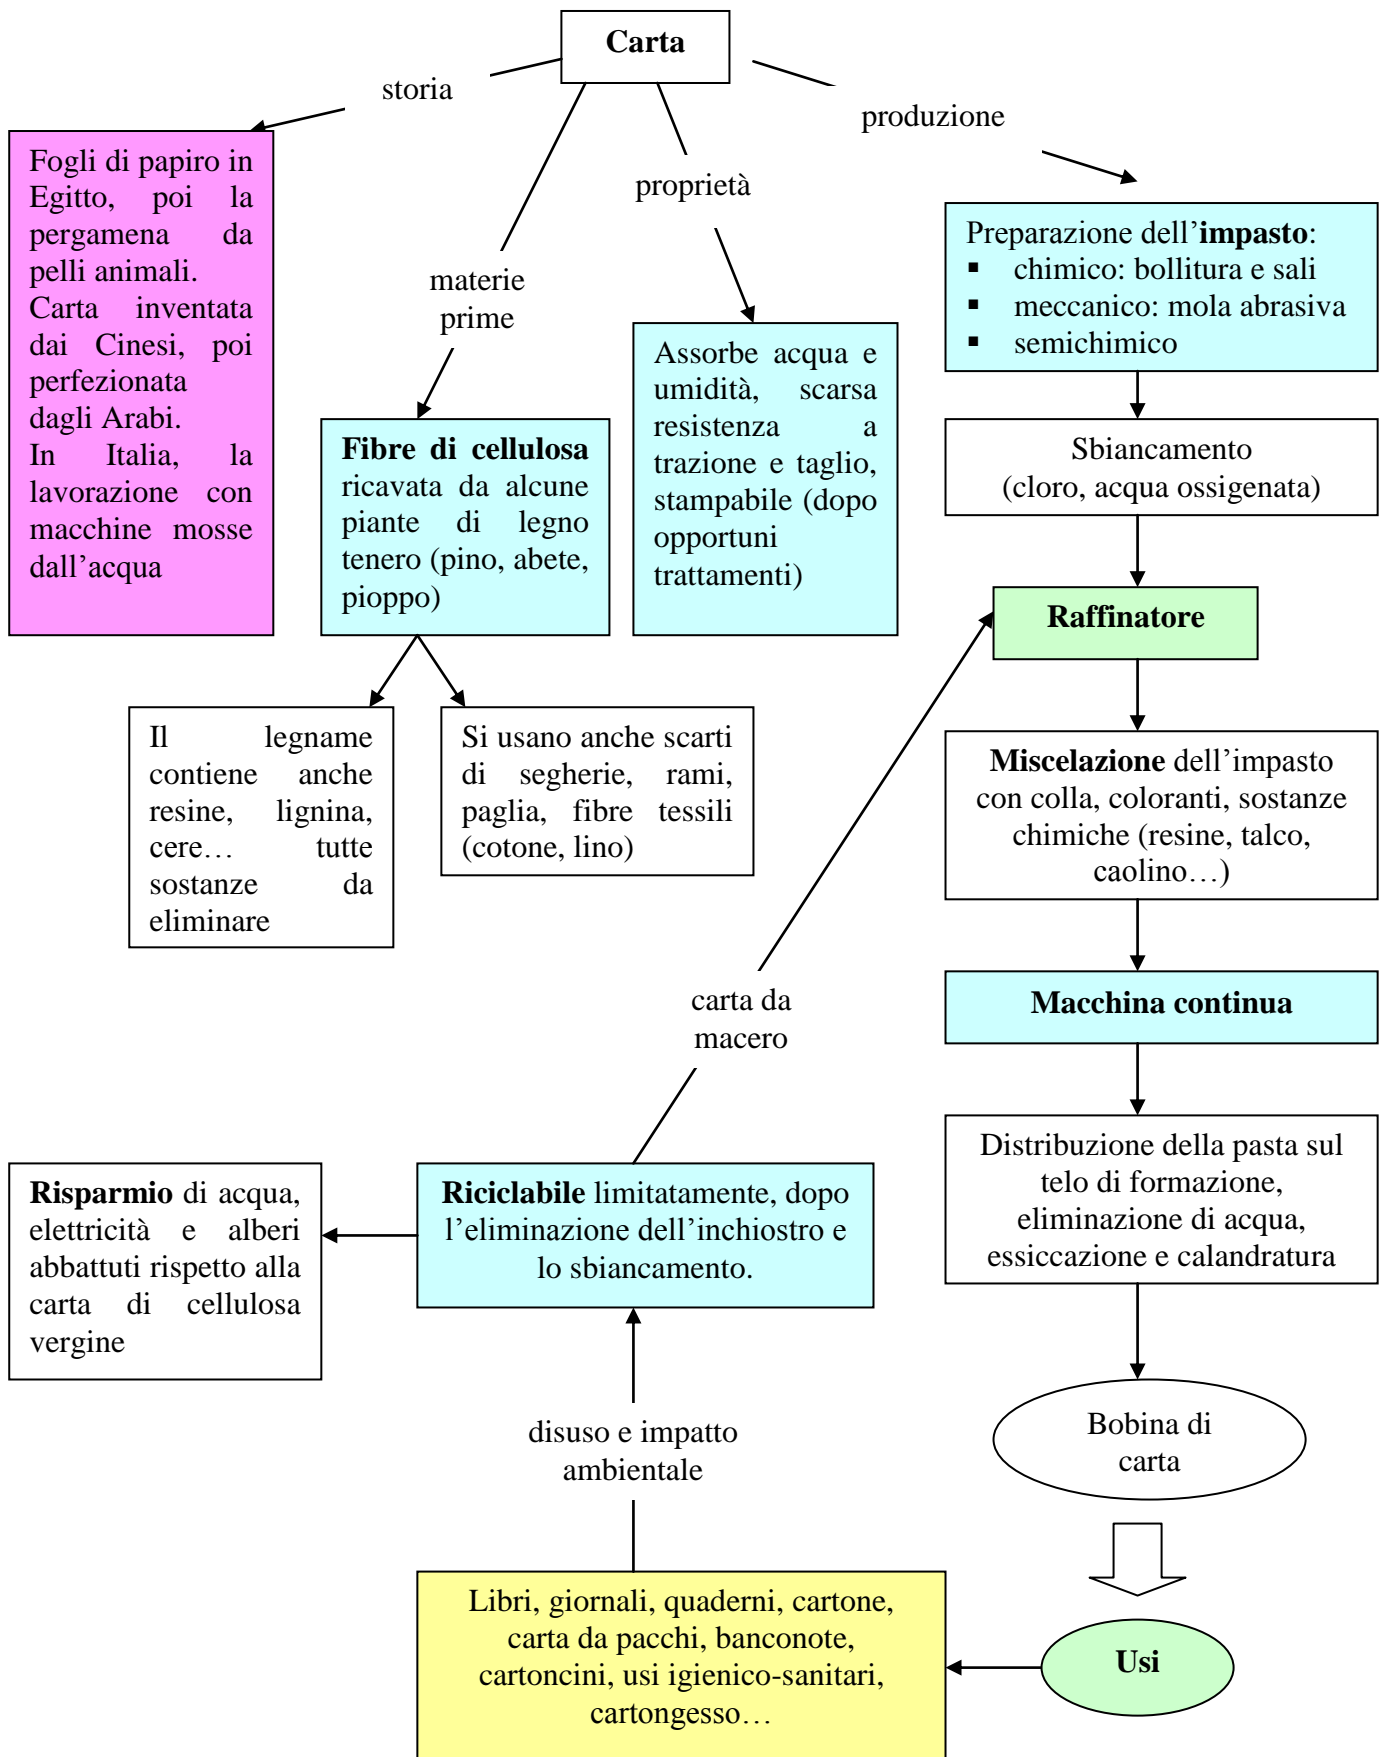 Carta
storia
Fogli di papiro in
Egitto, poi la
pergamena da
pelli animali.
Carta inventata
dai Cinesi, poi
perfezionata
dagli Arabi.
In Italia, la
lavorazione con
macchine mosse
dall’acqua
materie
prime
Fibre di cellulosa
ricavata da alcune
piante di legno
tenero (pino, abete,
pioppo)
Il legname
contiene anche
resine, lignina,
cere… tutte
sostanze da
eliminare
Si usano anche scarti
di segherie, rami,
paglia, fibre tessili
(cotone, lino)
proprietà
Assorbe acqua e
umidità, scarsa
resistenza a
trazione e taglio,
stampabile (dopo
opportuni
trattamenti)
produzione
Preparazione dell’impasto:
▪ chimico: bollitura e sali
▪ meccanico: mola abrasiva
▪ semichimico
Sbiancamento
(cloro, acqua ossigenata)
Raffinatore
Miscelazione dell’impasto
con colla, coloranti, sostanze
chimiche (resine, talco,
caolino…)
Macchina continua
Distribuzione della pasta sul
telo di formazione,
eliminazione di acqua,
essiccazione e calandratura
Bobina di
carta
Usi
Libri, giornali, quaderni, cartone,
carta da pacchi, banconote,
cartoncini, usi igienico-sanitari,
cartongesso…
disuso e impatto
ambientale
Riciclabile limitatamente, dopo
l’eliminazione dell’inchiostro e
lo sbiancamento.
Risparmio di acqua,
elettricità e alberi
abbattuti rispetto alla
carta di cellulosa
vergine
carta da
macero